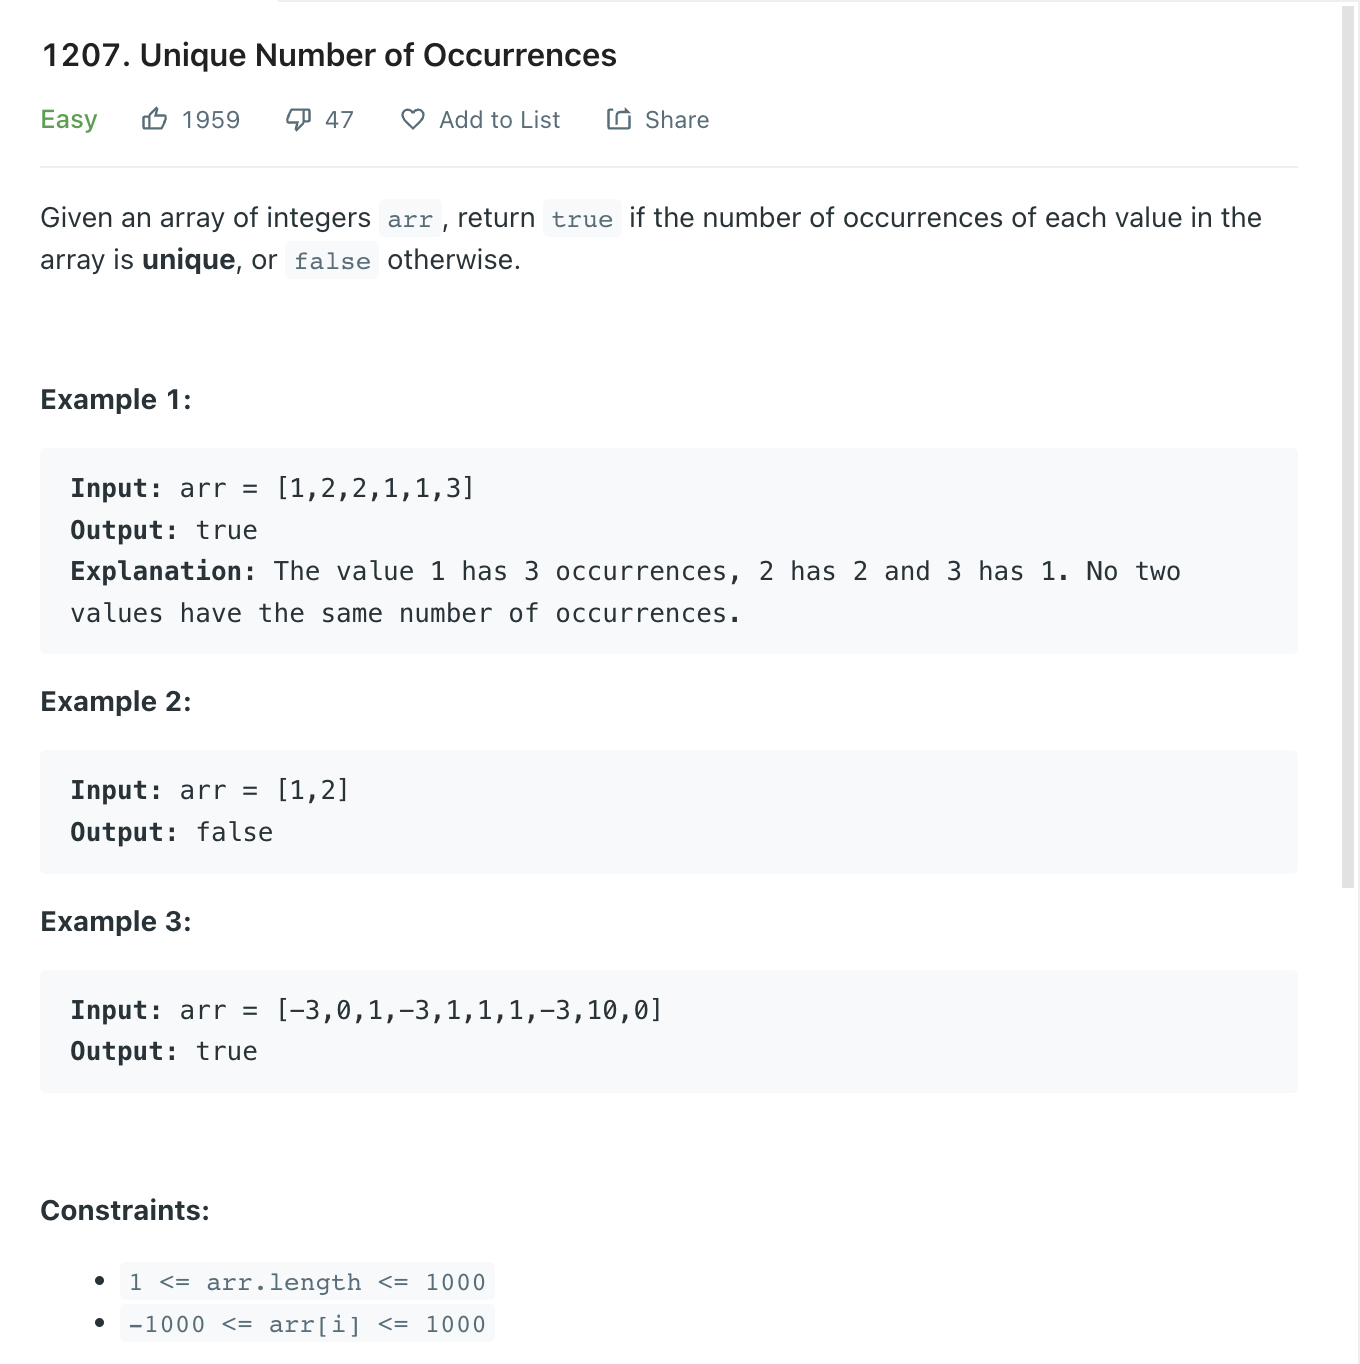 1207. Unique Number of Occurrences
Easy 1959 47 Add to List Share
Given an array of integers arr, return true if the number of occurrences of each value in the
array is unique, or false otherwise.
Example 1:
Input: arr = [1,2,2,1,1,3]
Output: true
Explanation: The value 1 has 3 occurrences, 2 has 2 and 3 has 1. No two
values have the same number of occurrences.
Example 2:
Input: arr = [1,2]
Output: false
Example 3:
Input: arr = [-3,0,1,-3,1,1,1,-3,10,0]
Output: true
Constraints:
• 1 <= arr.length <= 1000
• -1000 <= arr[i] <= 1000